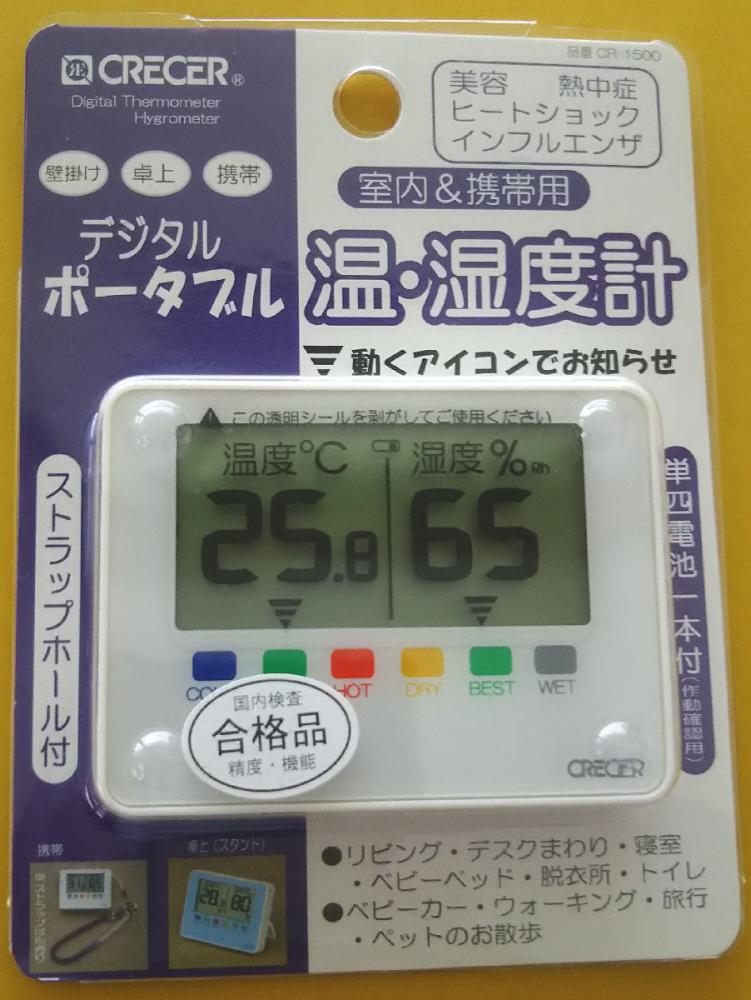 CRECER®
Digital Thermometer
Hygrometer
品番 CR-1500
美容 熱中症
ヒートショック
インフルエンザ
壁掛け 卓上 携帯
室内&携帯用
デジタル
ポータブル
温・湿度計
動くアイコンでお知らせ
⚠ この透明シールを剥がしてご使用ください
温度℃ 湿度%Rh
25.8 65
HOT DRY BEST WET
国内検査
合格品
精度・機能
CRECER
ストラップホール付
単四電池一本付(作動確認用)
携帯
卓上(スタンド)
28.3 80
●リビング・デスクまわり・寝室
・ベビーベッド・脱衣所・トイレ
●ベビーカー・ウォーキング・旅行
・ペットのお散歩